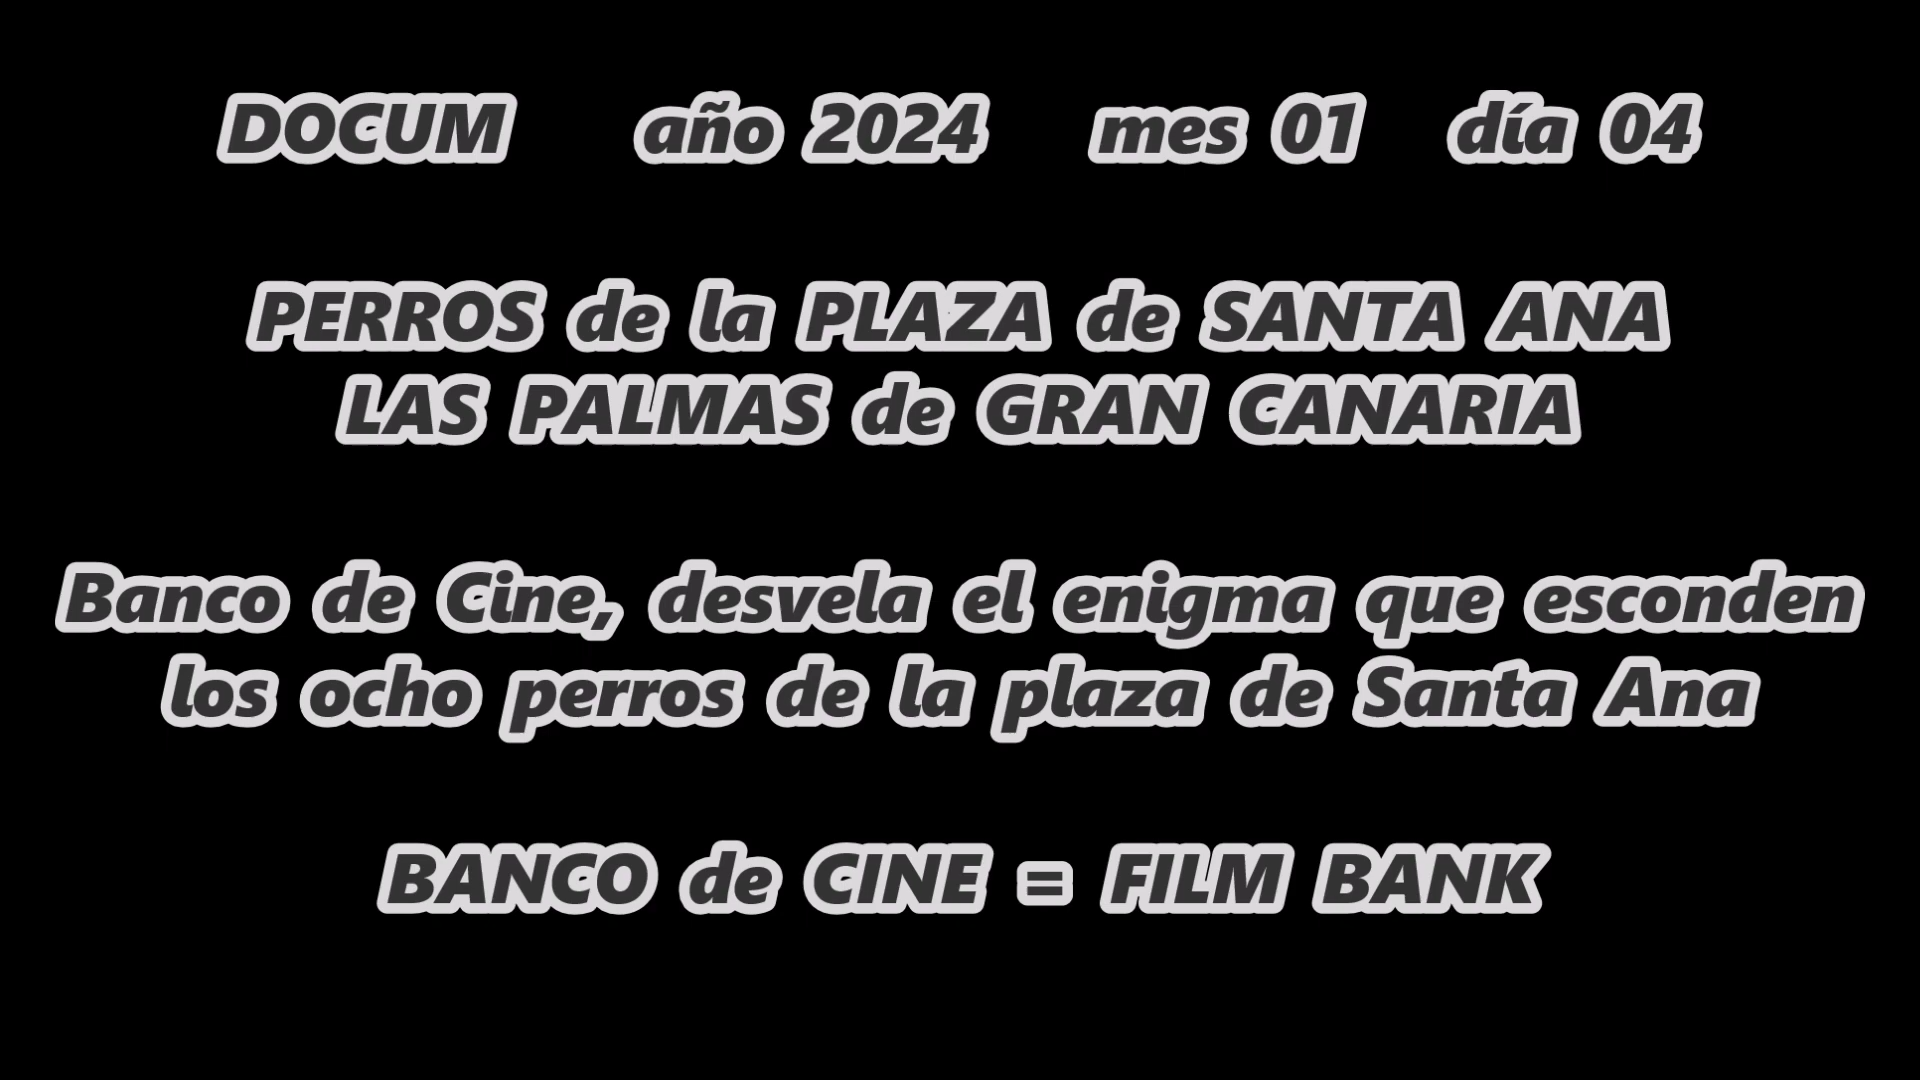 DOCUM año 2024 mes 01 día 04
PERROS de la PLAZA de SANTA ANA
LAS PALMAS de GRAN CANARIA
Banco de Cine, desvela el enigma que esconden
los ocho perros de la plaza de Santa Ana
BANCO de CINE = FILM BANK